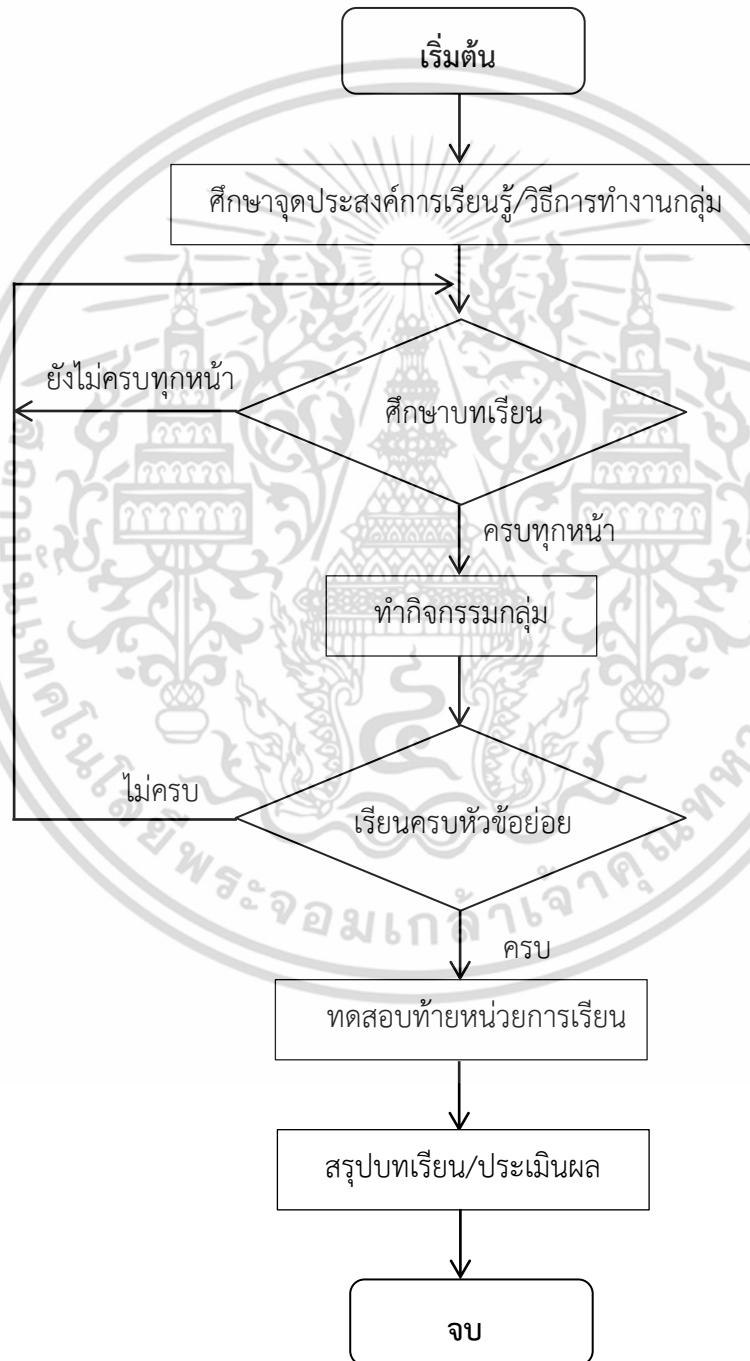 เริ่มต้น
ศึกษาจุดประสงค์การเรียนรู้/วิธีการทำงานกลุ่ม
ยังไม่ครบทุกหน้า
ศึกษาบทเรียน
ครบทุกหน้า
ทำกิจกรรมกลุ่ม
ไม่ครบ
เรียนครบหัวข้อย่อย
ครบ
ทดสอบท้ายหน่วยการเรียน
สรุปบทเรียน/ประเมินผล
จบ